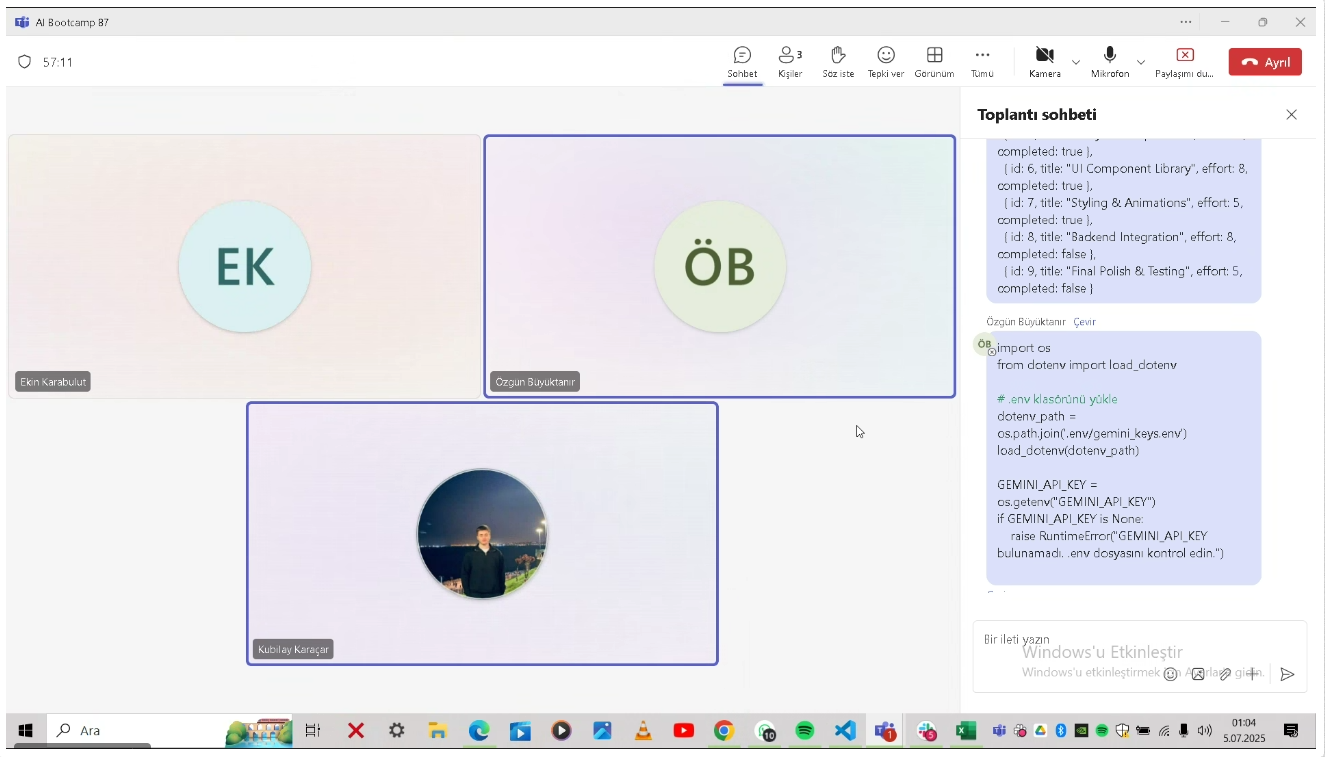 AI Bootcamp 87
57:11
Sohbet
3
Kişiler
Söz iste
Tepki ver
Görünüm
Tümü
Kamera
Mikrofon
Paylaşımı du...
Ayrıl
EK
Ekin Karabulut
ÖB
Özgün Büyüktanır
Kubilay Karaçar
Toplantı sohbeti
completed: true },
{ id: 6, title: "UI Component Library", effort: 8,
completed: true },
{ id: 7, title: "Styling & Animations", effort: 5,
completed: true },
{ id: 8, title: "Backend Integration", effort: 8,
completed: false },
{ id: 9, title: "Final Polish & Testing", effort: 5,
completed: false }
Özgün Büyüktanır Çevir
ÖB
import os
from dotenv import load_dotenv
# .env klasörünü yükle
dotenv_path =
os.path.join('.env/gemini_keys.env')
load_dotenv(dotenv_path)
GEMINI_API_KEY =
os.getenv("GEMINI_API_KEY")
if GEMINI_API_KEY is None:
raise RuntimeError("GEMINI_API_KEY
bulunamadı. .env dosyasını kontrol edin.")
Bir ileti yazın
Windows'u Etkinleştir
Windows'u etkinleştirmek için Ayarlara gidin.
Ara
10
1
5
01:04
5.07.2025